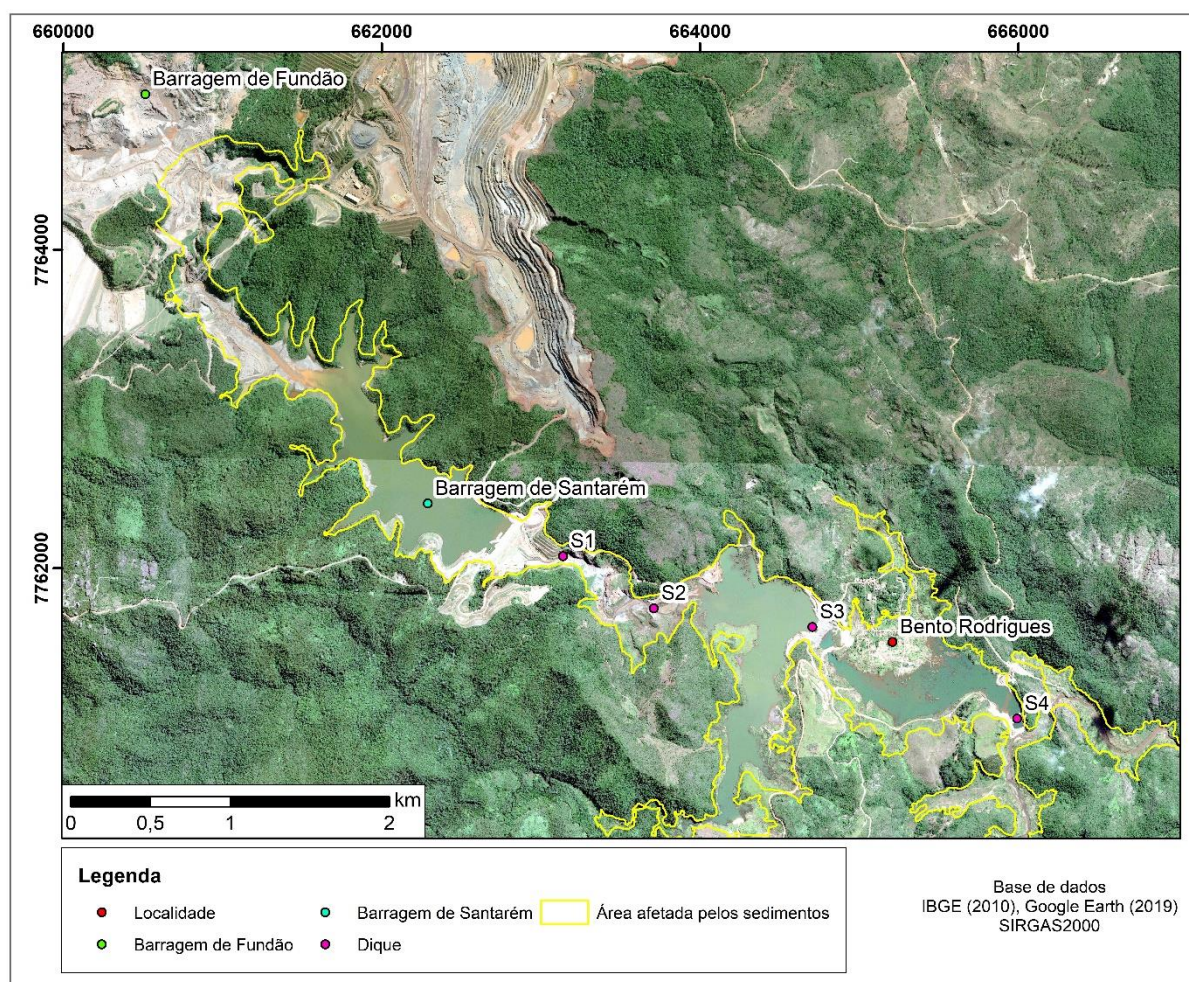 660000 662000 664000 666000
Barragem de Fundão
7764000
Barragem de Santarém
7762000
S1
S2
S3
Bento Rodrigues
S4
km
0 0,5 1 2
Legenda
Localidade
Barragem de Santarém
Área afetada pelos sedimentos
Barragem de Fundão
Dique
Base de dados
IBGE (2010), Google Earth (2019)
SIRGAS2000